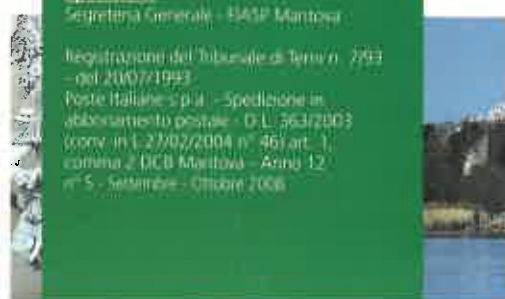 Segreteria Generale - FIASP Mantova
Registrazione del Tribunale di Terni n. 7/93
- del 20/07/1993
Poste Italiane s.p.a. - Spedizione in
abbonamento postale - D.L. 363/2003
(conv. in L 27/02/2004 n° 46) art. 1,
comma 2 DCB Mantova - Anno 12
n° 5 - Settembre - Ottobre 2006